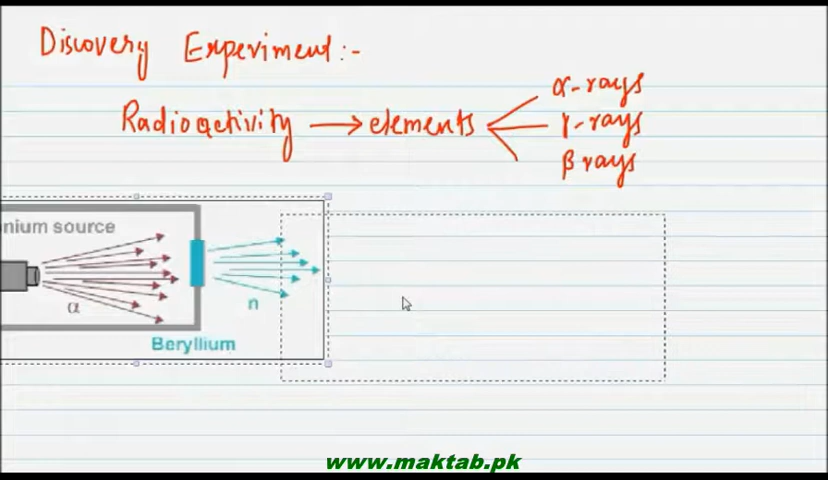 Discovery Experiment:-
Radioactivity → elements
α-rays
γ-rays
β rays
nium source
α
n
Beryllium
www.maktab.pk